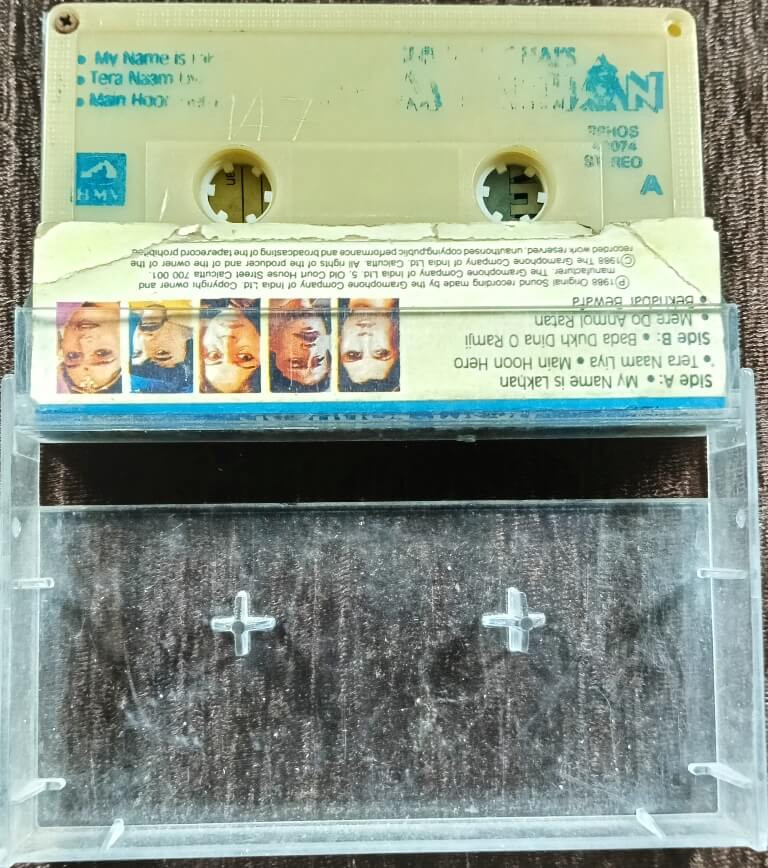 • My Name is
• Tera Naam
• Main Hoon
147
HMV
STEREO
A
Side A: • My Name is Lakhan
• Tera Naam Liya • Main Hoon Hero
Side B: • Bada Dukh Dina O Ramji
• Mere Do Anmol Ratan
• Bekhabar Bewafa
Ⓟ 1988 Original Sound recording made by the Gramophone Company of India Ltd. Copyright owner and
manufacturer. The Gramophone Company of India Ltd. 5, Old Court House Street Calcutta 700 001.
©1988 The Gramophone Company of India Ltd. Calcutta. All rights of the producer and of the owner of the
recorded work reserved, unauthorised copying,public performance and broadcasting of the tape/record prohibited.